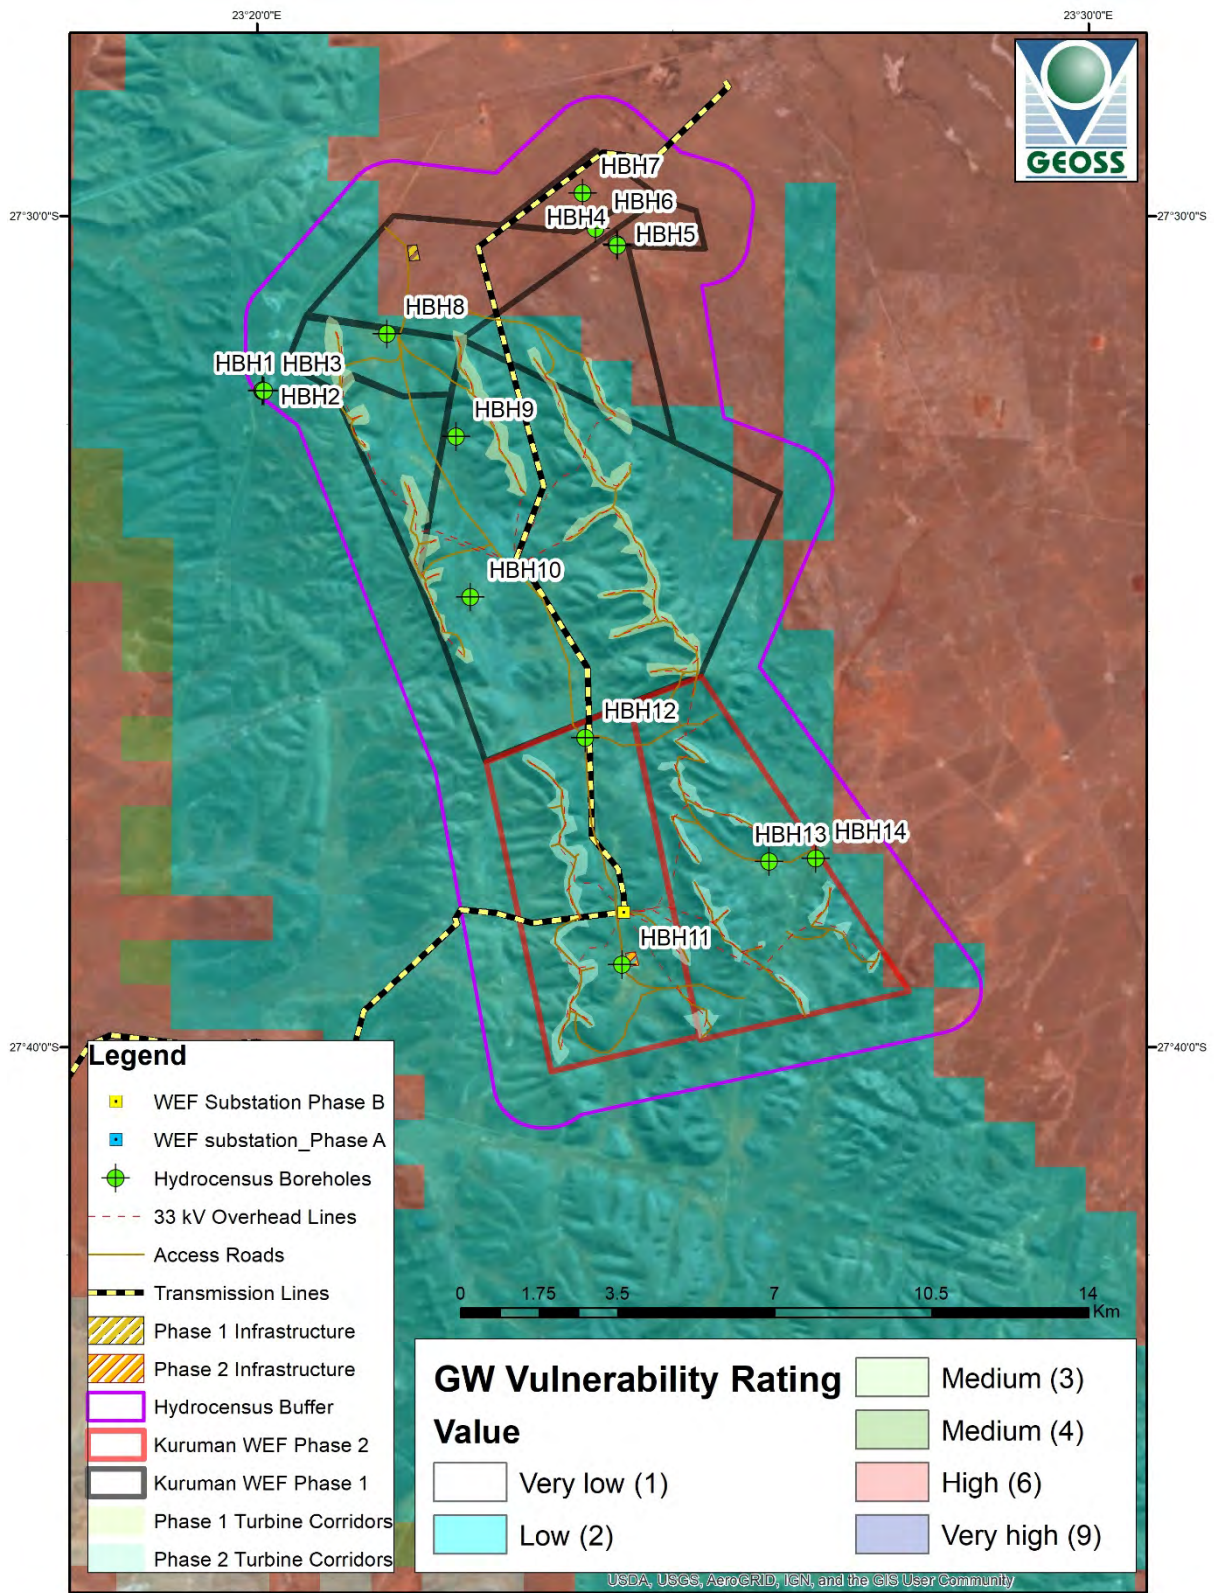 23°20'0"E
23°30'0"E
GEOSS
27°30'0"S
27°30'0"S
HBH7
HBH6
HBH4
HBH5
HBH8
HBH1
HBH3
HBH2
HBH9
HBH10
HBH12
HBH13
HBH14
HBH11
27°40'0"S
27°40'0"S
Legend
WEF Substation Phase B
WEF substation_Phase A
Hydrocensus Boreholes
33 kV Overhead Lines
Access Roads
Transmission Lines
Phase 1 Infrastructure
Phase 2 Infrastructure
Hydrocensus Buffer
Kuruman WEF Phase 2
Kuruman WEF Phase 1
Phase 1 Turbine Corridors
Phase 2 Turbine Corridors
0 1.75 3.5 7 10.5 14
Km
GW Vulnerability Rating
Value
Very low (1)
Low (2)
Medium (3)
Medium (4)
High (6)
Very high (9)
USDA, USGS, AeroGRID, IGN, and the GIS User Community